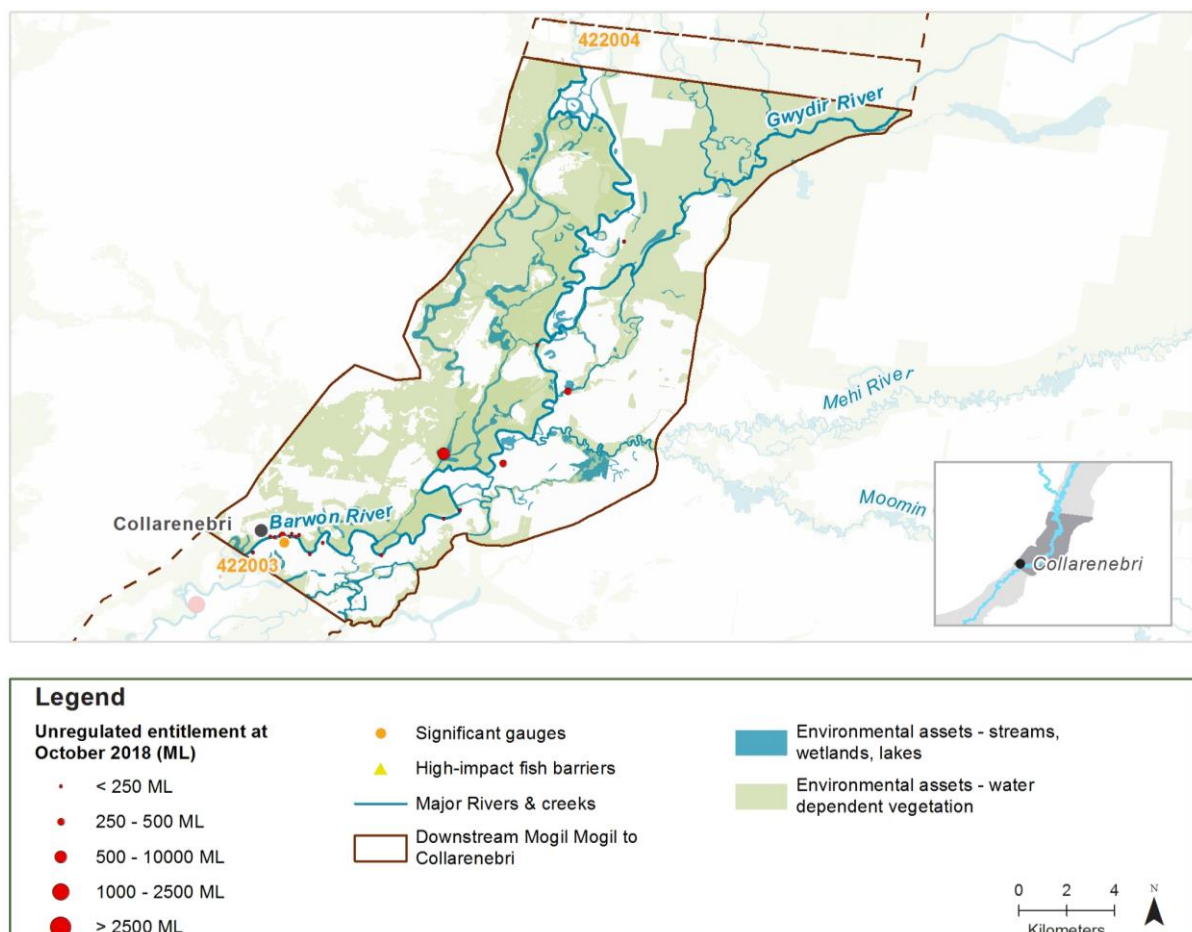 422004
Gwydir River
Mehi River
Moomin
Collarenebri
Barwon River
422003
Collarenebri
Legend
Unregulated entitlement at
October 2018 (ML)
< 250 ML
250 - 500 ML
500 - 10000 ML
1000 - 2500 ML
> 2500 ML
Significant gauges
High-impact fish barriers
Major Rivers & creeks
Downstream Mogil Mogil to
Collarenebri
Environmental assets - streams,
wetlands, lakes
Environmental assets - water
dependent vegetation
0 2 4
Kilometers
N